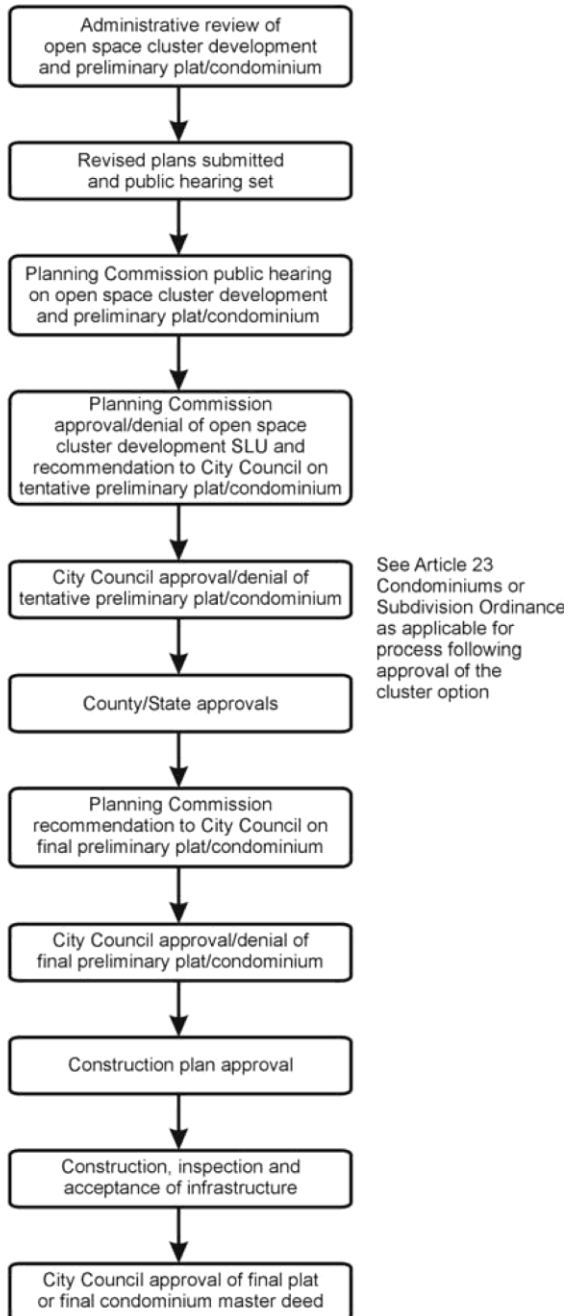 Administrative review of
open space cluster development
and preliminary plat/condominium
Revised plans submitted
and public hearing set
Planning Commission public hearing
on open space cluster development
and preliminary plat/condominium
Planning Commission
approval/denial of open space
cluster development SLU and
recommendation to City Council on
tentative preliminary plat/condominium
City Council approval/denial of
tentative preliminary plat/condominium
See Article 23
Condominiums or
Subdivision Ordinance
as applicable for
process following
approval of the
cluster option
County/State approvals
Planning Commission
recommendation to City Council on
final preliminary plat/condominium
City Council approval/denial of
final preliminary plat/condominium
Construction plan approval
Construction, inspection and
acceptance of infrastructure
City Council approval of final plat
or final condominium master deed